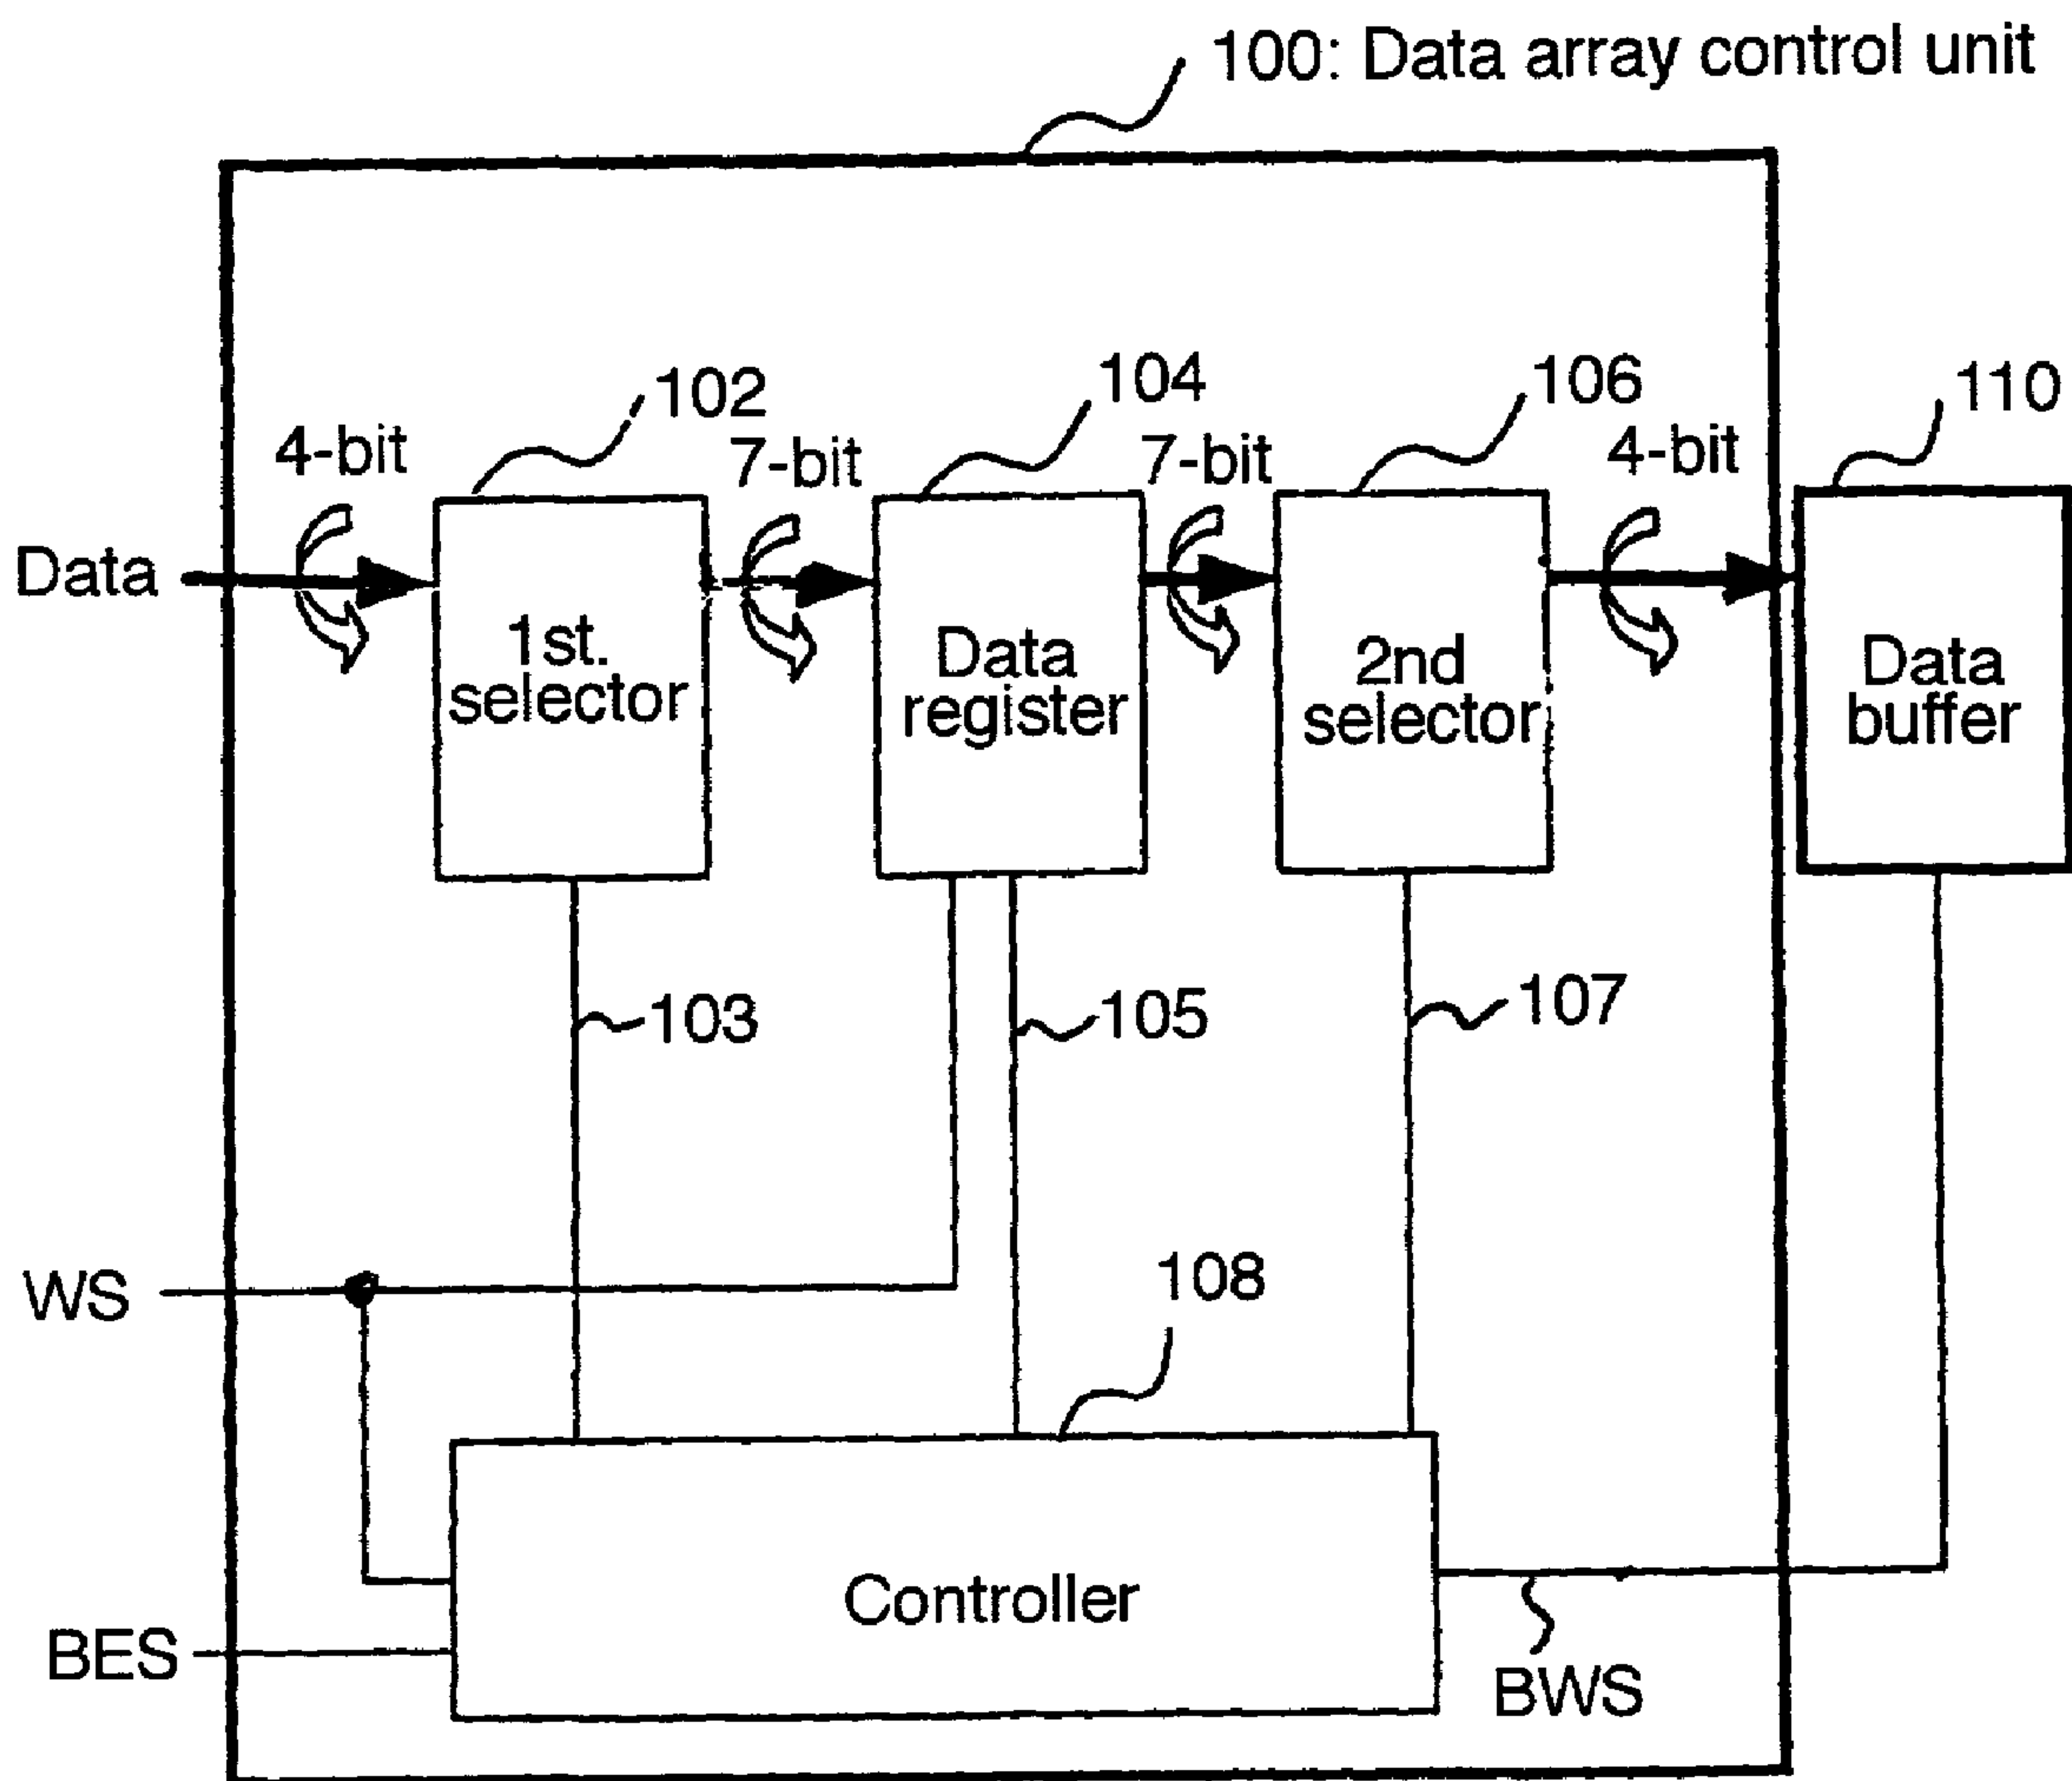 100: Data array control unit
102
104
106
110
4-bit
7-bit
7-bit
4-bit
Data
1st.
selector
Data
register
2nd
selector
Data
buffer
103
105
107
WS
108
Controller
BES
BWS